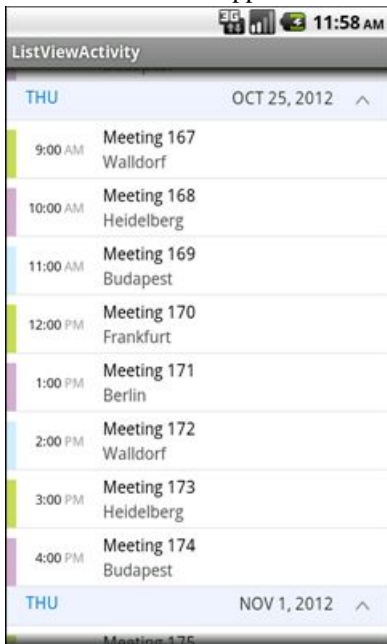 3G 11:58 AM
ListViewActivity
THU OCT 25, 2012
9:00 AM Meeting 167
Walldorf
10:00 AM Meeting 168
Heidelberg
11:00 AM Meeting 169
Budapest
12:00 PM Meeting 170
Frankfurt
1:00 PM Meeting 171
Berlin
2:00 PM Meeting 172
Walldorf
3:00 PM Meeting 173
Heidelberg
4:00 PM Meeting 174
Budapest
THU NOV 1, 2012
Meeting 175